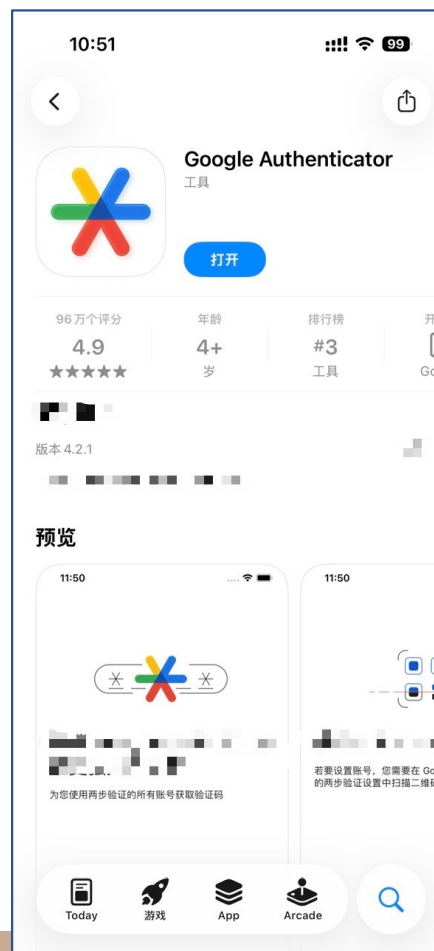 10:51
99
Google Authenticator
工具
打开
96万个评分
年龄
排行榜
4.9
4+
#3
★★★★★
岁
工具
版本 4.2.1
预览
11:50
11:50
为您使用两步验证的所有账号获取验证码
若要设置账号，您需要在
的两步验证设置中扫描二维码
Today
游戏
App
Arcade